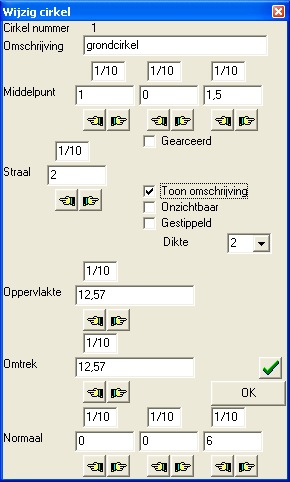 Wijzig cirkel
Cirkel nummer 1
Omschrijving grondcirkel
1/10 1/10 1/10
Middelpunt 1 0 1,5
Gearceerd
1/10
Straal 2
Toon omschrijving
Onzichtbaar
Gestippeld
Dikte 2
1/10
Oppervlakte 12,57
1/10
Omtrek 12,57
OK
1/10 1/10 1/10
Normaal 0 0 6